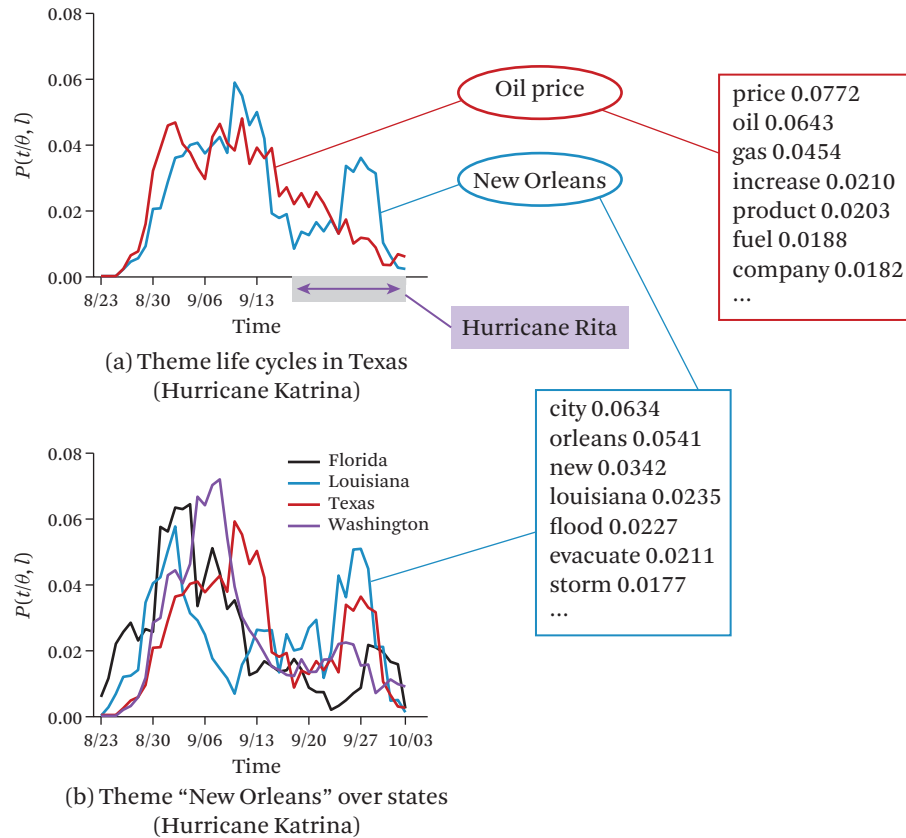 0.08
0.06
0.04
0.02
0.00
P(t/θ, l)
8/23
8/30
9/06
9/13
Time
Oil price
New Orleans
Hurricane Rita
(a) Theme life cycles in Texas
(Hurricane Katrina)
price 0.0772
oil 0.0643
gas 0.0454
increase 0.0210
product 0.0203
fuel 0.0188
company 0.0182
...
city 0.0634
orleans 0.0541
new 0.0342
louisiana 0.0235
flood 0.0227
evacuate 0.0211
storm 0.0177
...
0.08
0.06
0.04
0.02
0.00
P(t/θ, l)
Florida
Louisiana
Texas
Washington
8/23
8/30
9/06
9/13
9/20
9/27
10/03
Time
(b) Theme “New Orleans” over states
(Hurricane Katrina)